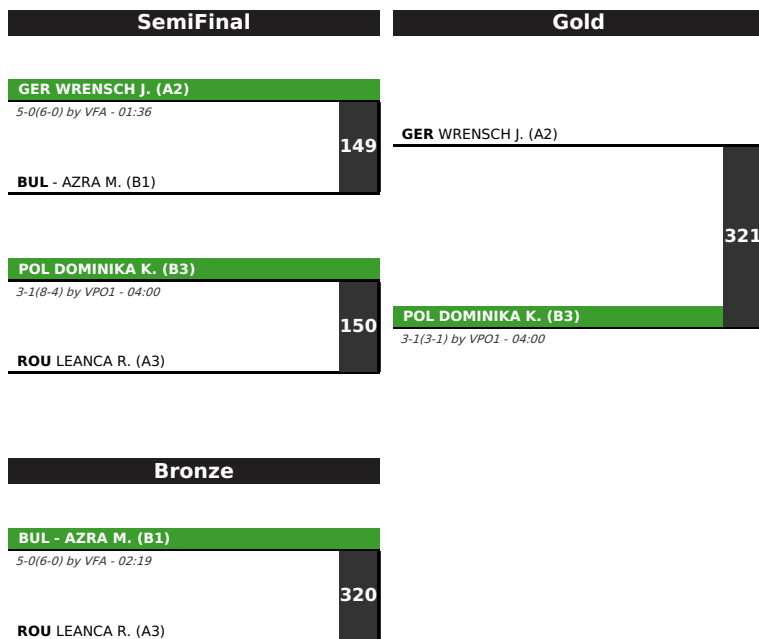 SemiFinal
GER WRENSCH J. (A2)
5-0(6-0) by VFA - 01:36
149
BUL - AZRA M. (B1)
POL DOMINIKA K. (B3)
3-1(8-4) by VPO1 - 04:00
150
ROU LEANCA R. (A3)
Gold
GER WRENSCH J. (A2)
321
POL DOMINIKA K. (B3)
3-1(3-1) by VPO1 - 04:00
Bronze
BUL - AZRA M. (B1)
5-0(6-0) by VFA - 02:19
320
ROU LEANCA R. (A3)